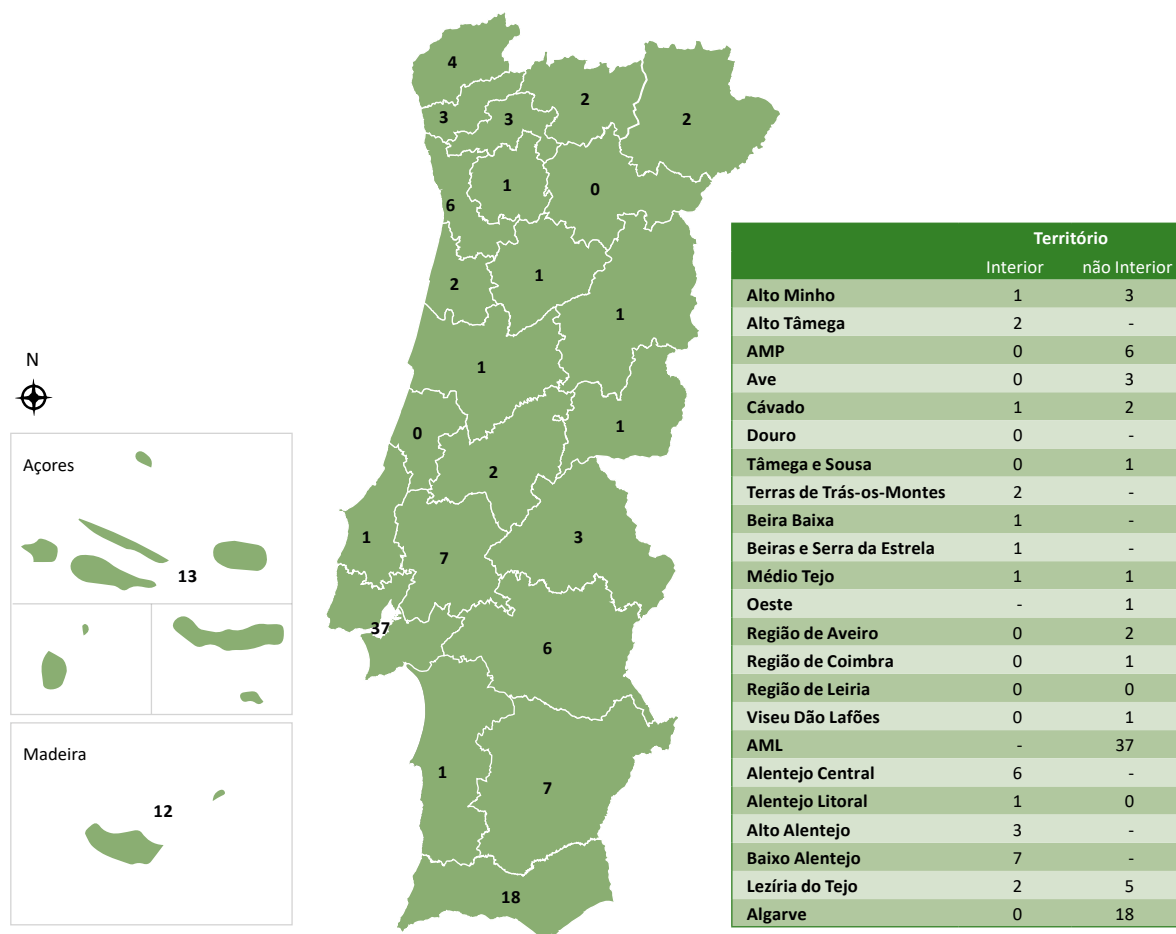 4
2
3
3
2
1
0
6
1
2
1
1
N
0
1
Açores
2
1
3
7
13
37
6
Madeira
1
7
12
18
Território
Interior não Interior
Alto Minho 1 3
Alto Tâmega 2 -
AMP 0 6
Ave 0 3
Cávado 1 2
Douro 0 -
Tâmega e Sousa 0 1
Terras de Trás-os-Montes 2 -
Beira Baixa 1 -
Beiras e Serra da Estrela 1 -
Médio Tejo 1 1
Oeste - 1
Região de Aveiro 0 2
Região de Coimbra 0 1
Região de Leiria 0 0
Viseu Dão Lafões 0 1
AML - 37
Alentejo Central 6 -
Alentejo Litoral 1 0
Alto Alentejo 3 -
Baixo Alentejo 7 -
Lezíria do Tejo 2 5
Algarve 0 18